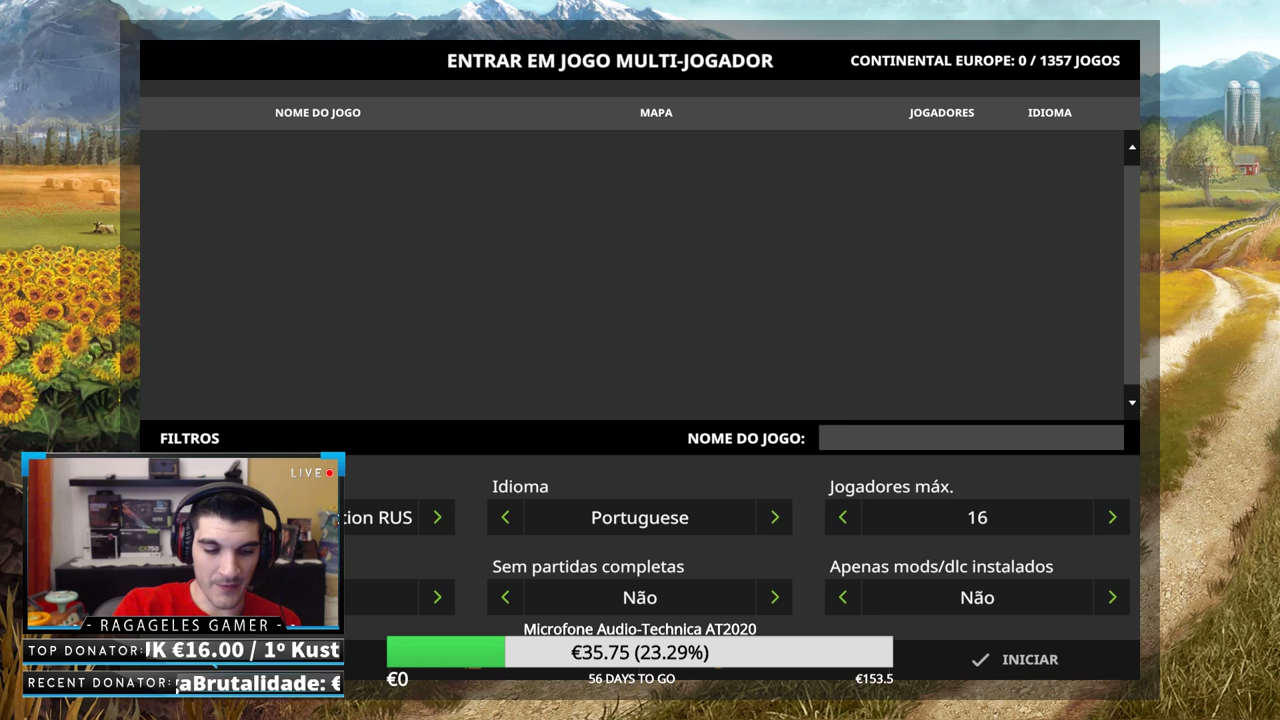 ENTRAR EM JOGO MULTI-JOGADOR
CONTINENTAL EUROPE: 0 / 1357 JOGOS
NOME DO JOGO MAPA JOGADORES IDIOMA
FILTROS
NOME DO JOGO:
Idioma
Jogadores máx.
tion RUS
Portuguese
16
Sem partidas completas
Apenas mods/dlc instalados
Não
Não
LIVE
CX750
- RAGAGELES GAMER -
TOP DONATOR: JK €16.00 / 1º Kust
RECENT DONATOR: aBrutalidade: €
Microfone Audio-Technica AT2020
€35.75 (23.29%)
€0
56 DAYS TO GO
€153.5
INICIAR